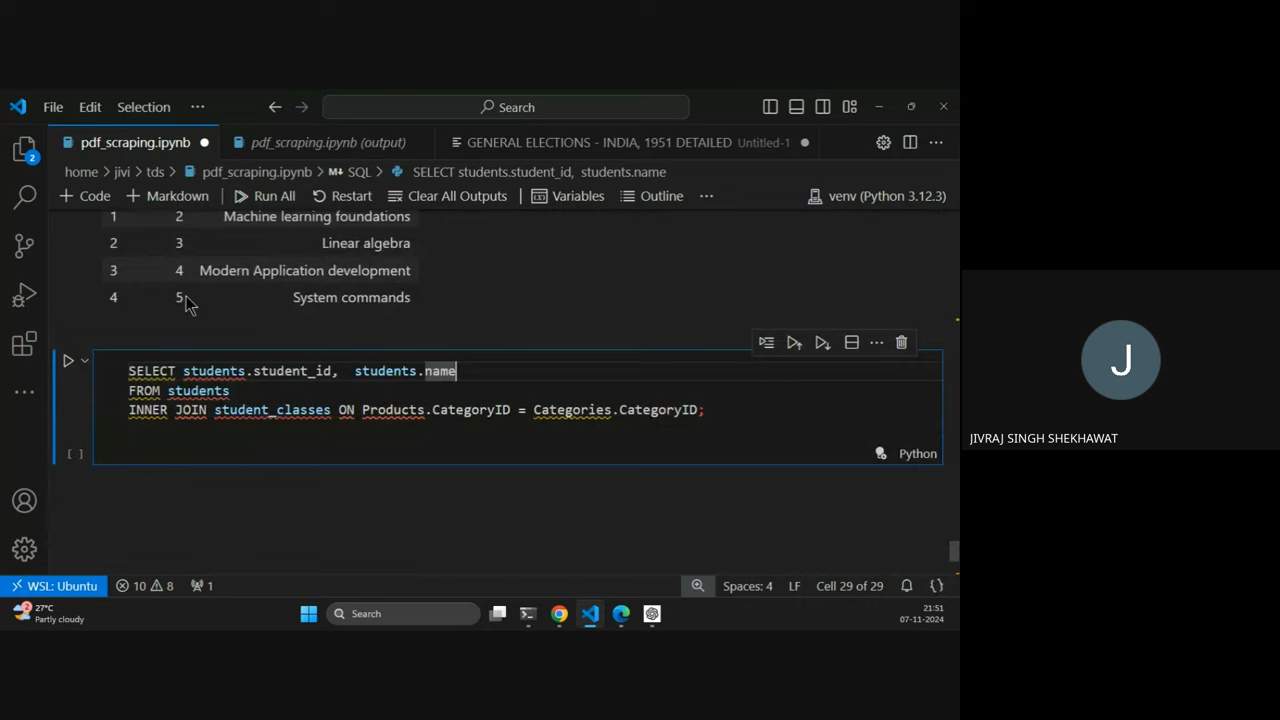 File Edit Selection ··· Search
pdf_scraping.ipynb pdf_scraping.ipynb (output) GENERAL ELECTIONS - INDIA, 1951 DETAILED Untitled-1
2
home > jivi > tds > pdf_scraping.ipynb > M↓ SQL > SELECT students.student_id, students.name
+ Code + Markdown Run All Restart Clear All Outputs Variables Outline ··· venv (Python 3.12.3)
1 2 Machine learning foundations
2 3 Linear algebra
3 4 Modern Application development
4 5 System commands
SELECT students.student_id, students.name
FROM students
INNER JOIN student_classes ON Products.CategoryID = Categories.CategoryID;
[ ] Python
J
JIVRAJ SINGH SHEKHAWAT
WSL: Ubuntu 10 8 1 Spaces: 4 LF Cell 29 of 29 {}
2 27°C
Partly cloudy
Search
21:51
07-11-2024